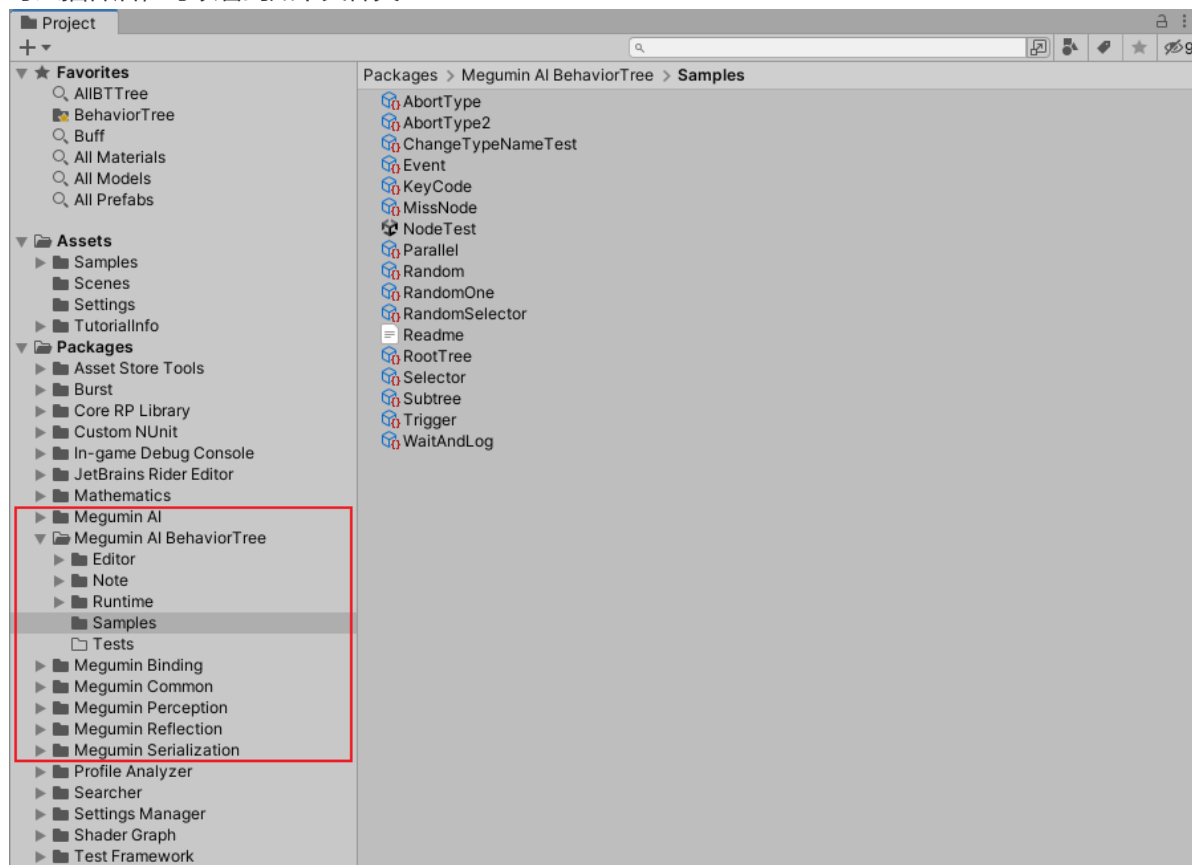 Project
9
Favorites
AllBTTree
BehaviorTree
Buff
All Materials
All Models
All Prefabs
Assets
Samples
Scenes
Settings
TutorialInfo
Packages
Asset Store Tools
Burst
Core RP Library
Custom NUnit
In-game Debug Console
JetBrains Rider Editor
Mathematics
Megumin AI
Megumin AI BehaviorTree
Editor
Note
Runtime
Samples
Tests
Megumin Binding
Megumin Common
Megumin Perception
Megumin Reflection
Megumin Serialization
Profile Analyzer
Searcher
Settings Manager
Shader Graph
Test Framework
Packages > Megumin AI BehaviorTree > Samples
AbortType
AbortType2
ChangeTypeNameTest
Event
KeyCode
MissNode
NodeTest
Parallel
Random
RandomOne
RandomSelector
Readme
RootTree
Selector
Subtree
Trigger
WaitAndLog